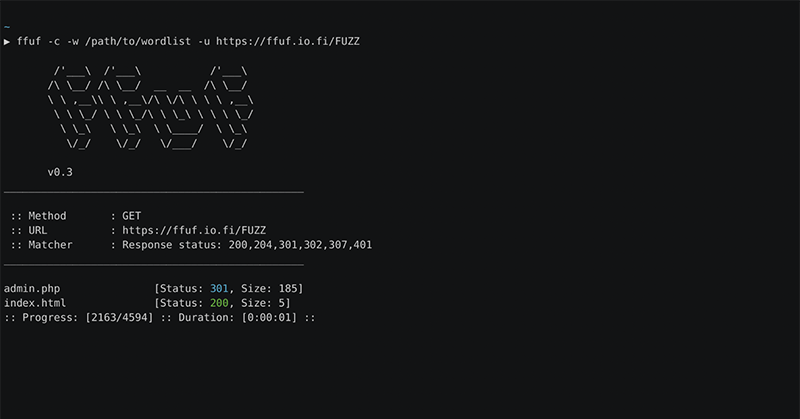 ~
▶ ffuf -c -w /path/to/wordlist -u https://ffuf.io.fi/FUZZ
        /'___\  /'___\           /'___\
       /\ \__/ /\ \__/  __  __  /\ \__/
       \ \ ,__\\ \ ,__\/\ \/\ \ \ \ ,__\
        \ \ \_/ \ \ \_/\ \ \_\ \ \ \ \_/
         \ \_\   \ \_\  \ \____/  \ \_\
          \/_/    \/_/   \/___/    \/_/
       v0.3
________________________________________________
 :: Method       : GET
 :: URL          : https://ffuf.io.fi/FUZZ
 :: Matcher      : Response status: 200,204,301,302,307,401
________________________________________________
admin.php               [Status: 301, Size: 185]
index.html              [Status: 200, Size: 5]
:: Progress: [2163/4594] :: Duration: [0:00:01] ::